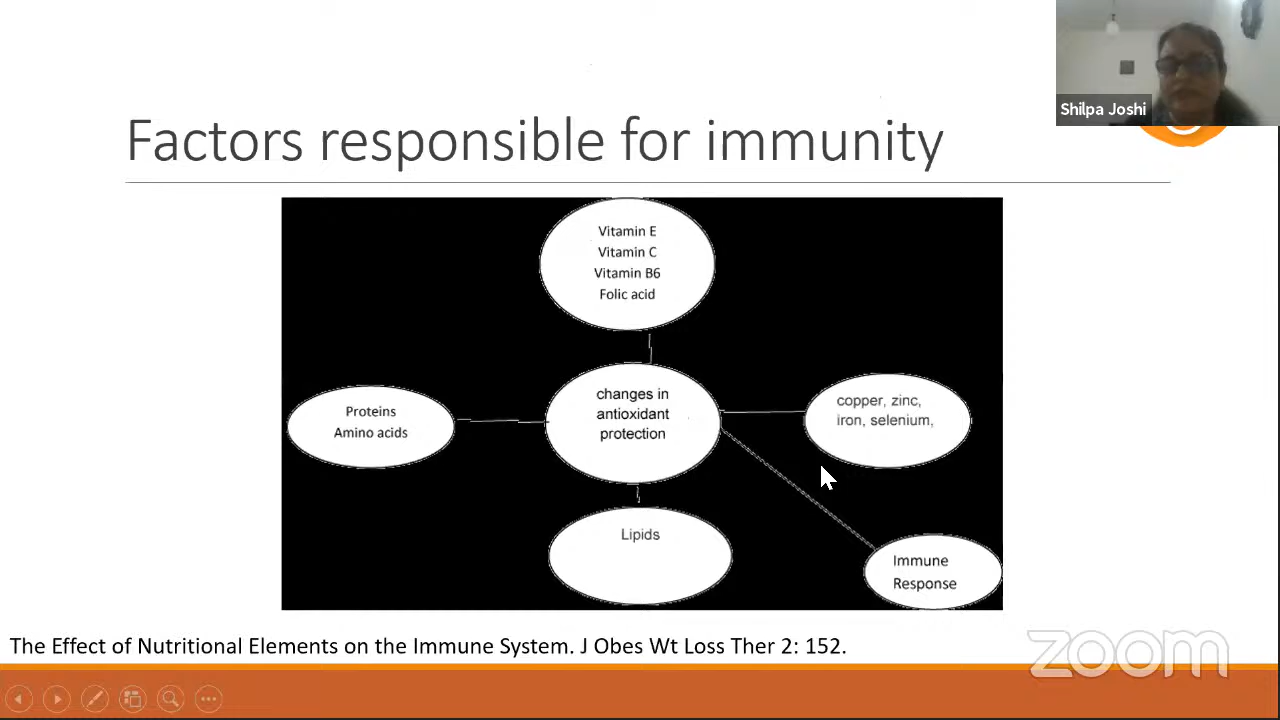 Shilpa Joshi
Factors responsible for immunity
Vitamin E
Vitamin C
Vitamin B6
Folic acid
changes in
antioxidant
protection
Proteins
Amino acids
copper, zinc,
iron, selenium,
Lipids
Immune
Response
The Effect of Nutritional Elements on the Immune System. J Obes Wt Loss Ther 2: 152.
zoom